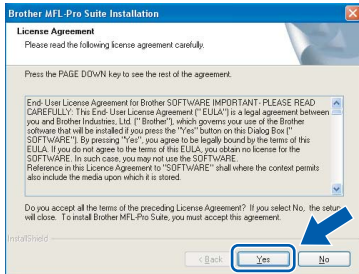 Brother MFL-Pro Suite Installation
License Agreement
Please read the following license agreement carefully.
Press the PAGE DOWN key to see the rest of the agreement.
End- User License Agreement for Brother SOFTWARE IMPORTANT- PLEASE READ
CAREFULLY: This End- User License Agreement (" EULA") is a legal agreement between
you and Brother Industries, Ltd. (" Brother"), which governs your use of the Brother
software that will be installed if you press the "Yes" button on this Dialog Box ("
SOFTWARE"). By pressing "Yes", you agree to be legally bound by the terms of this
EULA. If you do not agree to the terms of this EULA, you obtain no license for the
SOFTWARE. In such case, you may not use the SOFTWARE.
Reference in this Licence Agreement to "SOFTWARE" shall where the context permits
also include the media upon which it is stored.
Do you accept all the terms of the preceding License Agreement? If you select No, the setup
will close. To install Brother MFL-Pro Suite, you must accept this agreement.
InstallShield
< Back
Yes
No